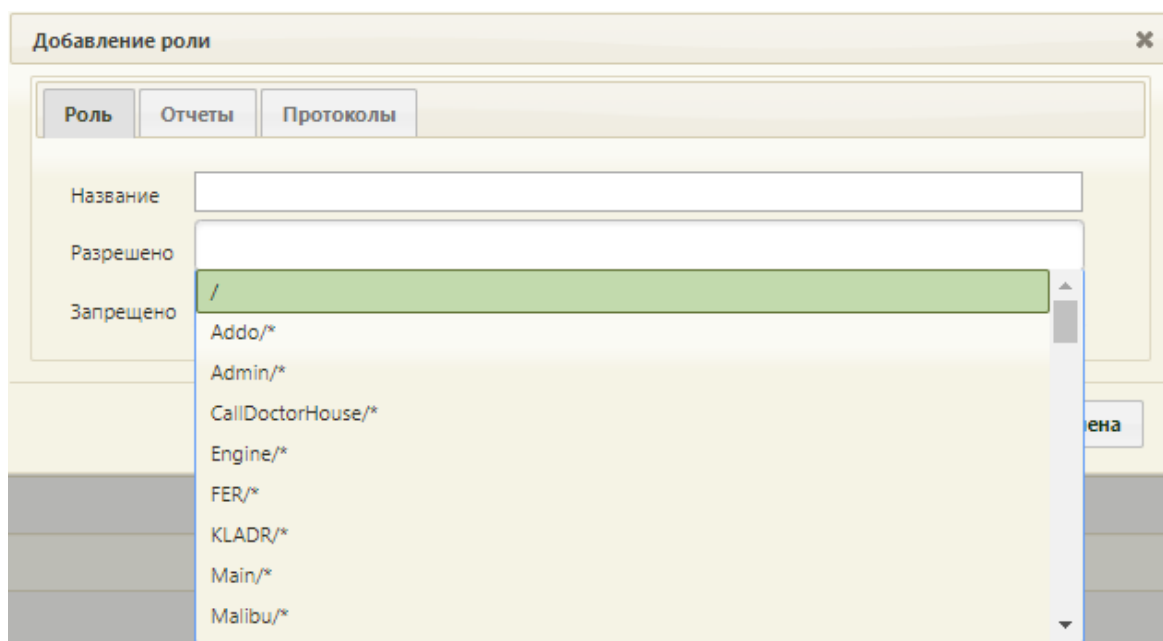 Добавление роли
Роль Отчеты Протоколы
Название
Разрешено
/
Запрещено
Addo/*
Admin/*
CallDoctorHouse/*
ена
Engine/*
FER/*
KLADR/*
Main/*
Malibu/*